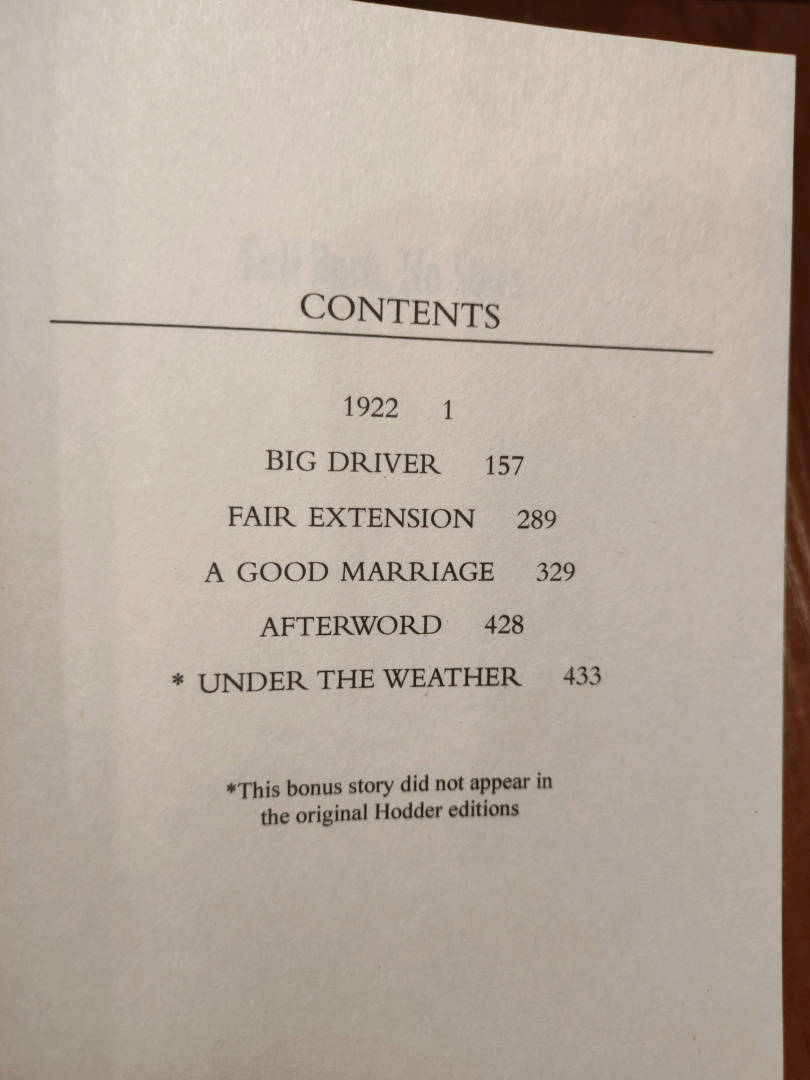 CONTENTS
1922 1
BIG DRIVER 157
FAIR EXTENSION 289
A GOOD MARRIAGE 329
AFTERWORD 428
* UNDER THE WEATHER 433
*This bonus story did not appear in
the original Hodder editions